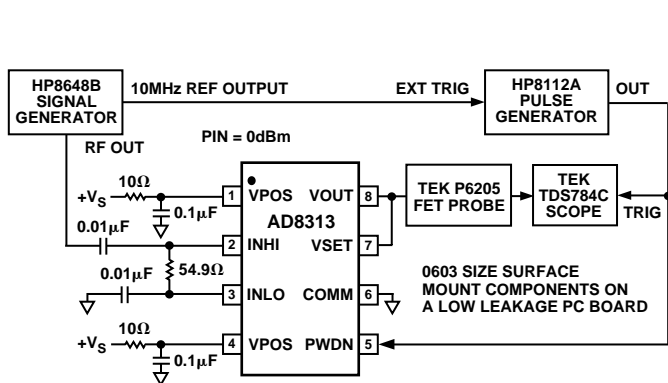 HP8648B
SIGNAL
GENERATOR
10MHz REF OUTPUT
EXT TRIG
HP8112A
PULSE
GENERATOR
OUT
RF OUT
PIN = 0dBm
+VS
10Ω
0.1μF
0.01μF
54.9Ω
0.01μF
+VS
10Ω
0.1μF
1 VPOS VOUT 8
AD8313
2 INHI VSET 7
3 INLO COMM 6
4 VPOS PWDN 5
TEK P6205
FET PROBE
TEK
TDS784C
SCOPE
TRIG
0603 SIZE SURFACE
MOUNT COMPONENTS ON
A LOW LEAKAGE PC BOARD